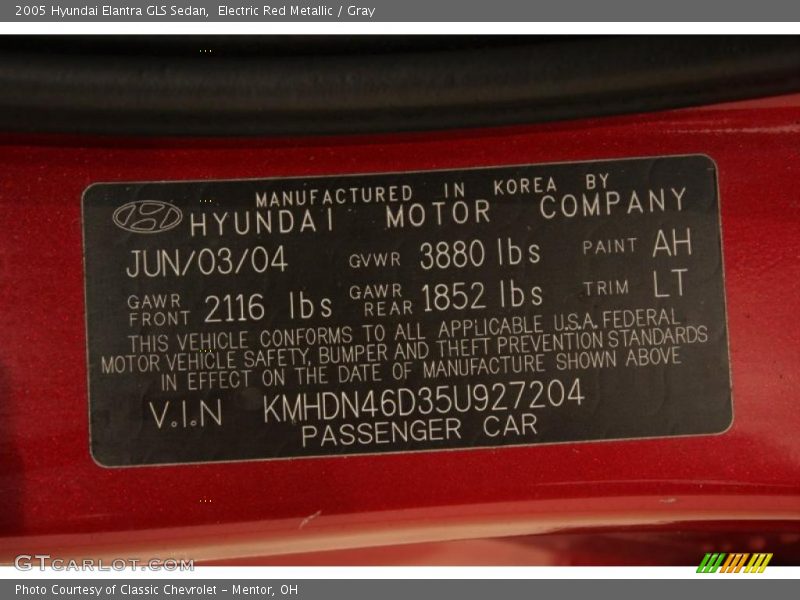 2005 Hyundai Elantra GLS Sedan, Electric Red Metallic / Gray
MANUFACTURED IN KOREA BY
HYUNDAI MOTOR COMPANY
JUN/03/04 GVWR 3880 lbs PAINT AH
GAWR FRONT 2116 lbs GAWR REAR 1852 lbs TRIM LT
THIS VEHICLE CONFORMS TO ALL APPLICABLE U.S.A. FEDERAL
MOTOR VEHICLE SAFETY, BUMPER AND THEFT PREVENTION STANDARDS
IN EFFECT ON THE DATE OF MANUFACTURE SHOWN ABOVE
V.I.N KMHDN46D35U927204
PASSENGER CAR
GTCARLOT.COM
Photo Courtesy of Classic Chevrolet - Mentor, OH